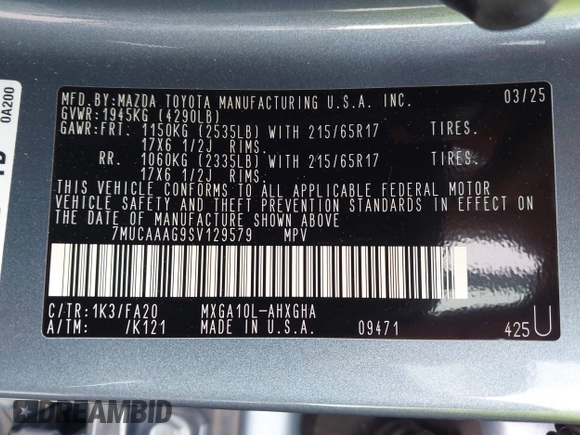 0A200
MFD.BY:MAZDA TOYOTA MANUFACTURING U.S.A. INC. 03/25
GVWR:1945KG (4290LB)
GAWR:FRT. 1150KG (2535LB) WITH 215/65R17 TIRES.
17X6 1/2J RIMS.
RR. 1060KG (2335LB) WITH 215/65R17 TIRES.
17X6 1/2J RIMS.
THIS VEHICLE CONFORMS TO ALL APPLICABLE FEDERAL MOTOR
VEHICLE SAFETY AND THEFT PREVENTION STANDARDS IN EFFECT ON
THE DATE OF MANUFACTURE SHOWN ABOVE
7MUCAAAG9SV129579 MPV
C/TR:1K3/FA20 MXGA10L-AHXGHA
A/TM: /K121 MADE IN U.S.A. 09471 425U
DREAMBID